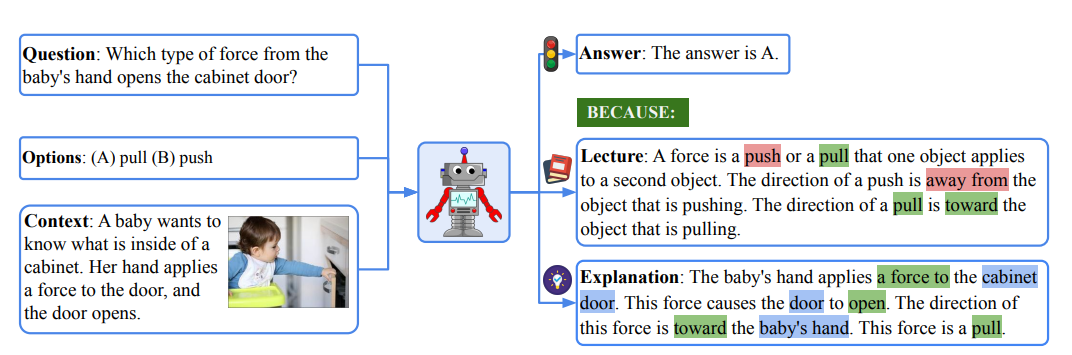 Question: Which type of force from the
baby's hand opens the cabinet door?
Options: (A) pull (B) push
Context: A baby wants to
know what is inside of a
cabinet. Her hand applies
a force to the door, and
the door opens.
Answer: The answer is A.
BECAUSE:
Lecture: A force is a push or a pull that one object applies
to a second object. The direction of a push is away from the
object that is pushing. The direction of a pull is toward the
object that is pulling.
Explanation: The baby's hand applies a force to the cabinet
door. This force causes the door to open. The direction of
this force is toward the baby's hand. This force is a pull.